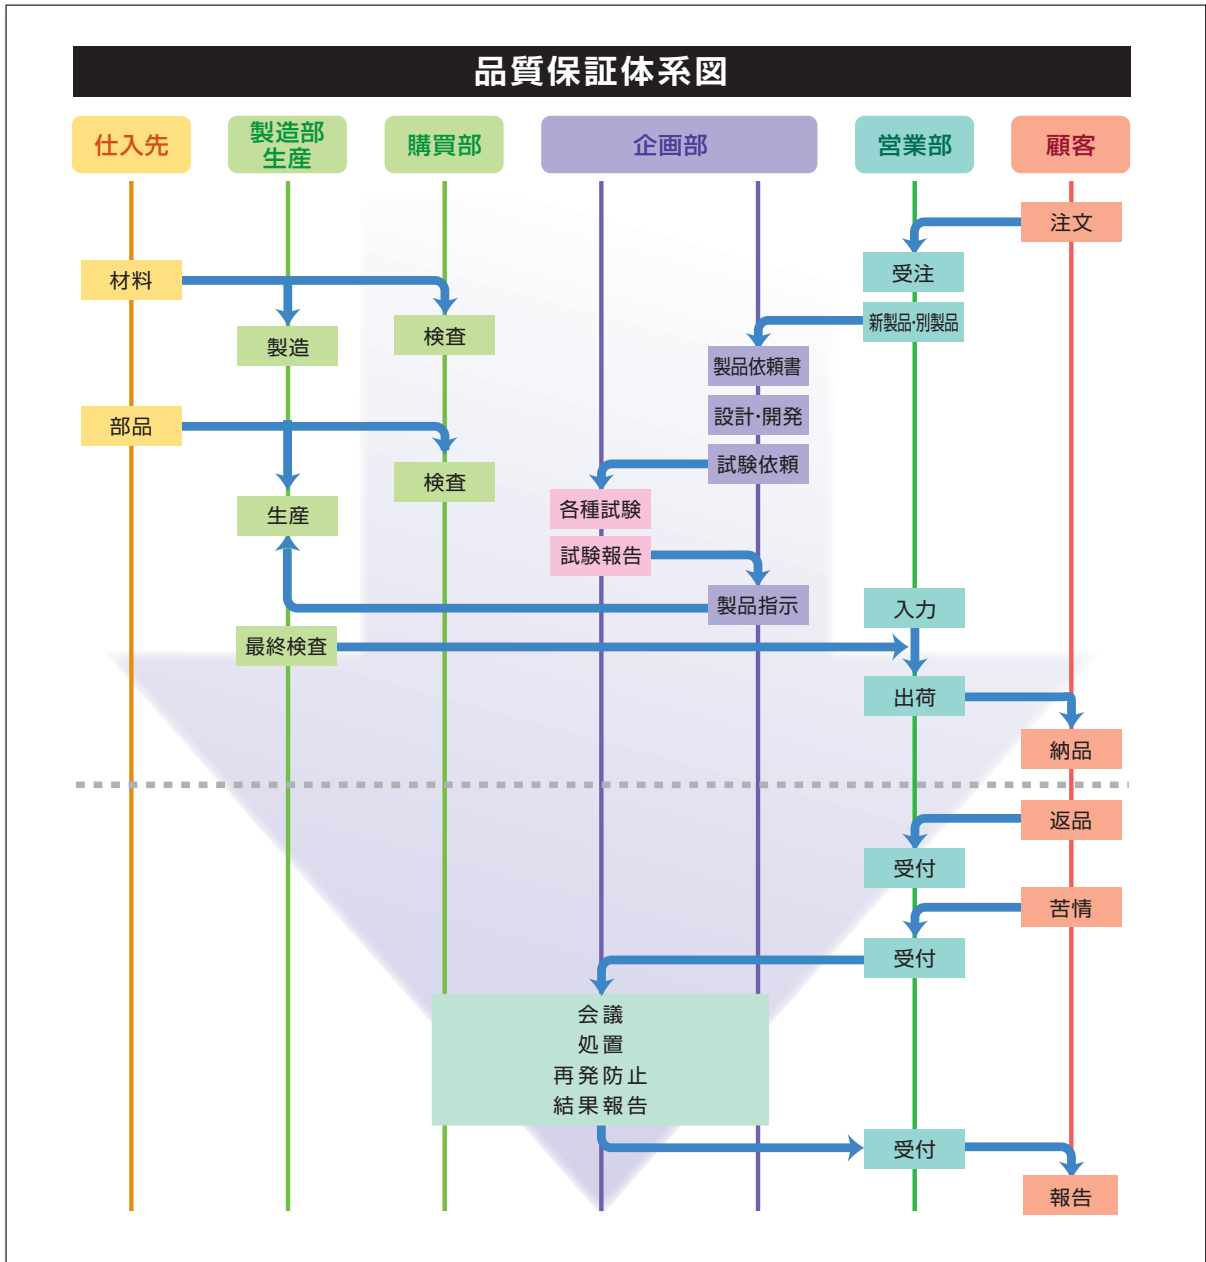 品質保証体系図
仕入先
製造部
生産
購買部
企画部
営業部
顧客
注文
受注
材料
新製品・別製品
検査
製造
製品依頼書
設計・開発
部品
試験依頼
検査
各種試験
生産
試験報告
製品指示
入力
最終検査
出荷
納品
返品
受付
苦情
受付
会議
処置
再発防止
結果報告
受付
報告